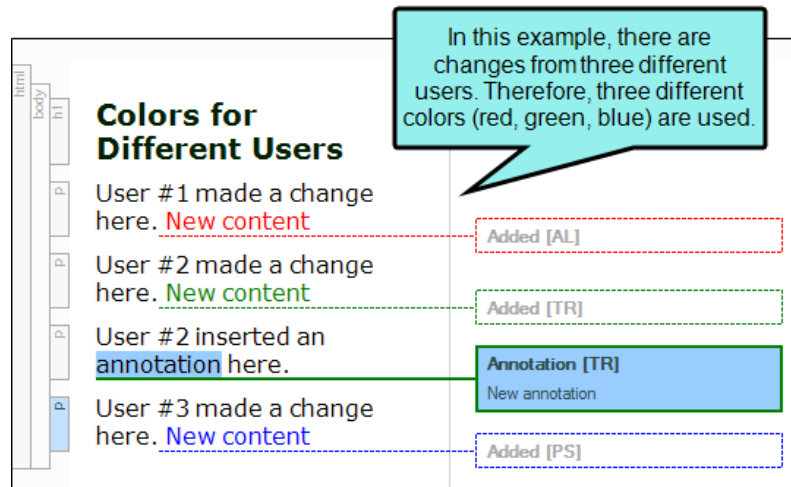 In this example, there are
changes from three different
users. Therefore, three different
colors (red, green, blue) are used.
html
body
h1
Colors for
Different Users
p
User #1 made a change
here. New content
Added [AL]
p
User #2 made a change
here. New content
Added [TR]
p
User #2 inserted an
annotation here.
Annotation [TR]
New annotation
p
User #3 made a change
here. New content
Added [PS]